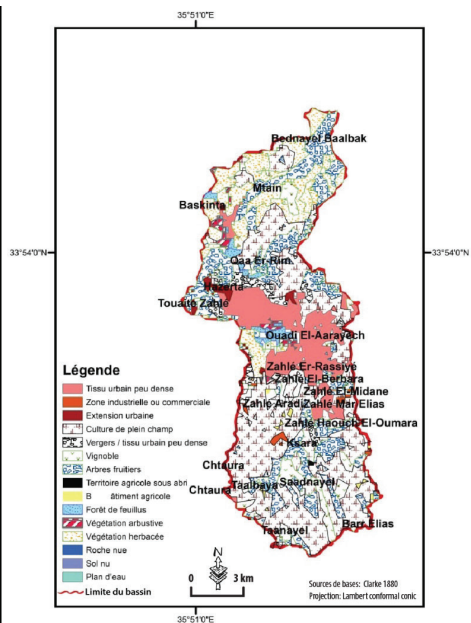 35°51'0"E
Bednayel Baalbak
Mtain
Baskinta
33°54'0"N
33°54'0"N
Qaa Er-Rim
Hazerta
Touaite Zahlé
Ouadi El-Aarayech
Zahlé Er-Rassiyé
Zahlé El-Berbara
Zahlé El-Midane
Zahlé Aradi Zahlé Mar Elias
Zahlé Haouch El-Oumara
Ksara
Chtaura
Saadnayel
Taalbaya
Chtaura
Taanayel
Barr Elias
Légende
Tissu urbain peu dense
Zone industrielle ou commerciale
Extension urbaine
Culture de plein champ
Vergers / tissu urbain peu dense
Vignoble
Arbres fruitiers
Territoire agricole sous abri
B âtiment agricole
Forêt de feuillus
Végétation arbustive
Végétation herbacée
Roche nue
Sol nu
Plan d'eau
Limite du bassin
N
0 3 km
Sources de bases: Clarke 1880
Projection: Lambert conformal conic
35°51'0"E